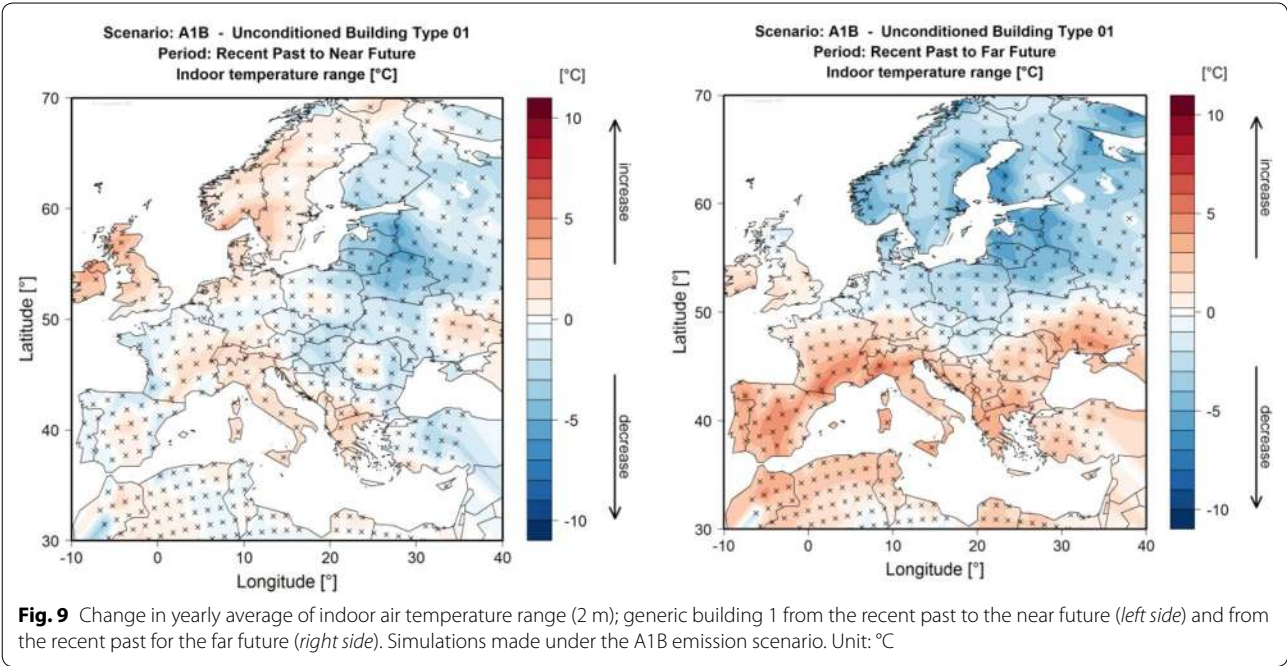 Scenario: A1B - Unconditioned Building Type 01
Period: Recent Past to Near Future
Indoor temperature range [°C]
[°C]
70
60
50
40
30
Latitude [°]
-10
0
10
20
30
40
Longitude [°]
10
5
0
-5
-10
increase
decrease
Scenario: A1B - Unconditioned Building Type 01
Period: Recent Past to Far Future
Indoor temperature range [°C]
[°C]
70
60
50
40
30
Latitude [°]
-10
0
10
20
30
40
Longitude [°]
10
5
0
-5
-10
increase
decrease
Fig. 9 Change in yearly average of indoor air temperature range (2 m); generic building 1 from the recent past to the near future (left side) and from
the recent past for the far future (right side). Simulations made under the A1B emission scenario. Unit: °C